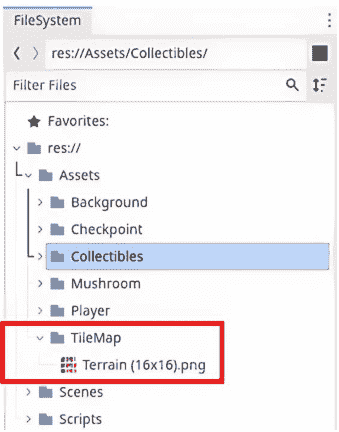 FileSystem
res://Assets/Collectibles/
Filter Files
Favorites:
res://
Assets
Background
Checkpoint
Collectibles
Mushroom
Player
TileMap
Terrain (16x16).png
Scenes
Scripts